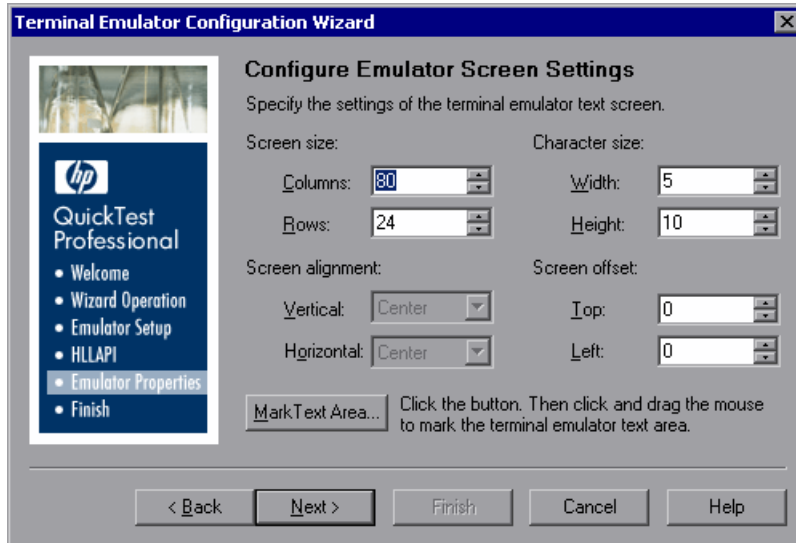 Terminal Emulator Configuration Wizard
hp
QuickTest
Professional
• Welcome
• Wizard Operation
• Emulator Setup
• HLLAPI
• Emulator Properties
• Finish
Configure Emulator Screen Settings
Specify the settings of the terminal emulator text screen.
Screen size:
Columns: 80
Rows: 24
Character size:
Width: 5
Height: 10
Screen alignment:
Vertical: Center
Horizontal: Center
Screen offset:
Top: 0
Left: 0
Mark Text Area...
Click the button. Then click and drag the mouse
to mark the terminal emulator text area.
< Back
Next >
Finish
Cancel
Help